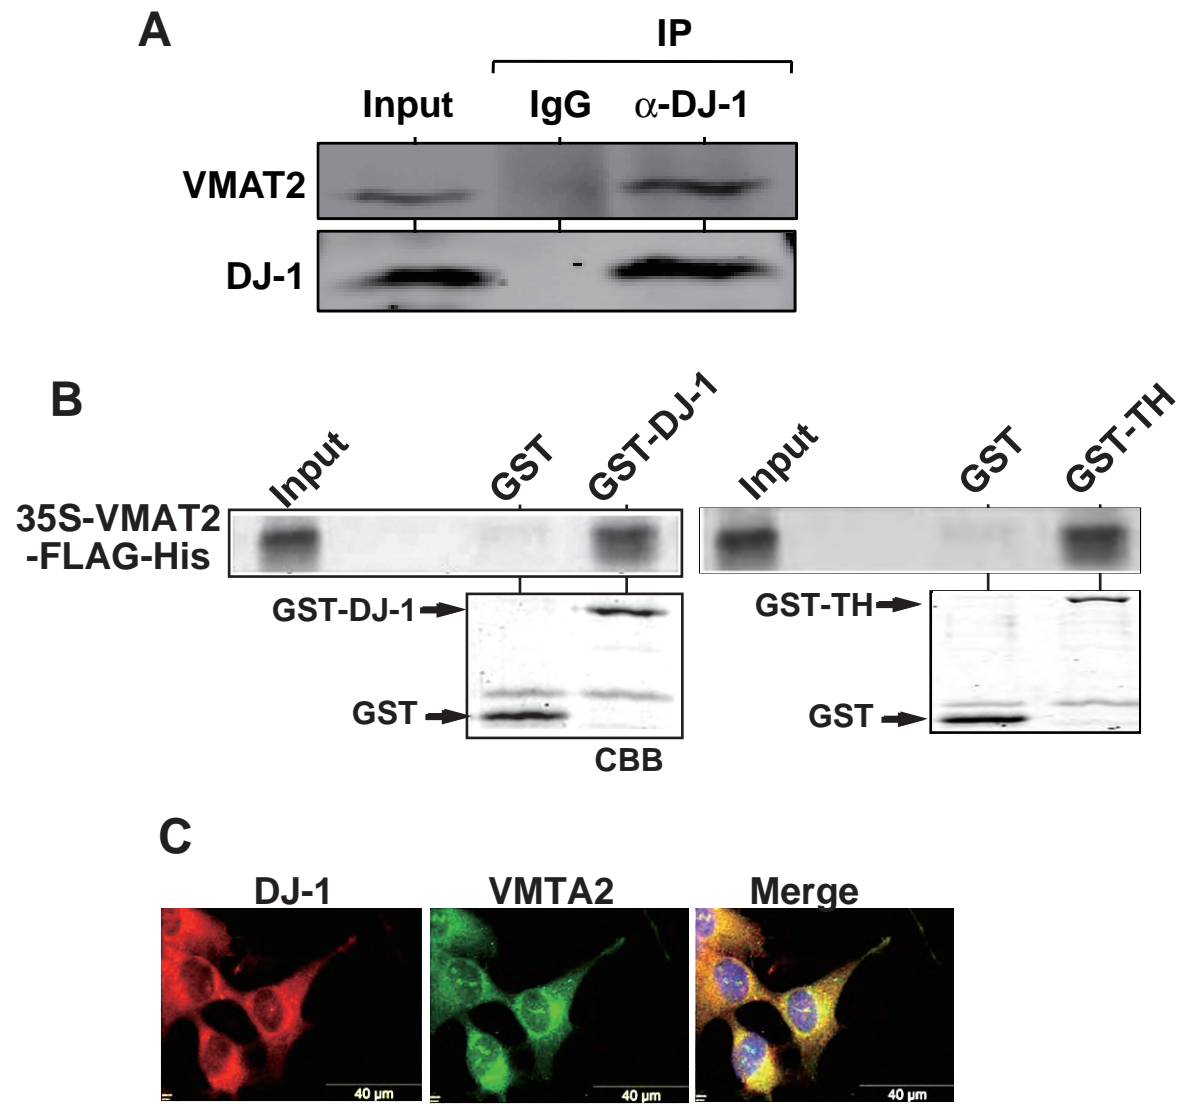 A
IP
Input IgG α-DJ-1
VMAT2
DJ-1
B
Input GST GST-DJ-1 Input GST GST-TH
35S-VMAT2
-FLAG-His
GST-DJ-1 GST-TH
GST GST
CBB
C
DJ-1 VMTA2 Merge
40 µm 40 µm 40 µm